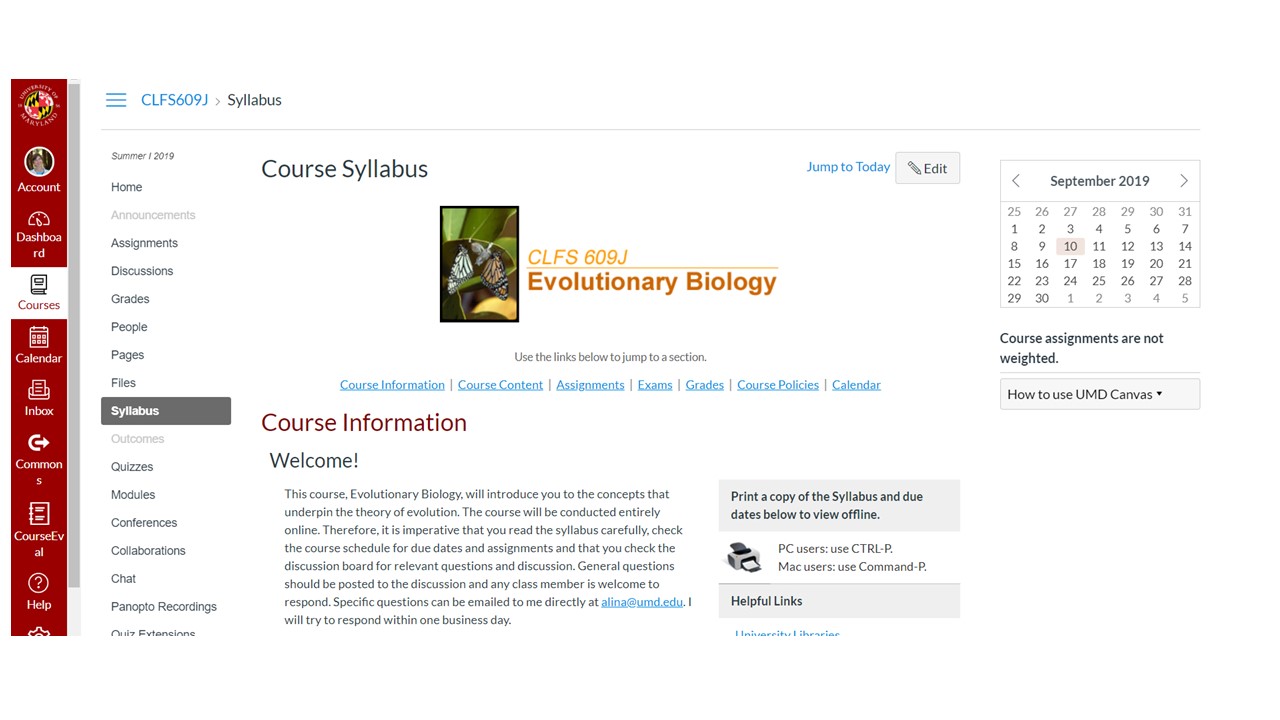 UNIVERSITY OF
MARYLAND
Account
Dashboa
rd
Courses
Calendar
Inbox
Common
s
CourseEv
al
Help
CLFS609J › Syllabus
Summer I 2019
Home
Announcements
Assignments
Discussions
Grades
People
Pages
Files
Syllabus
Outcomes
Quizzes
Modules
Conferences
Collaborations
Chat
Panopto Recordings
Quiz Extensions
Course Syllabus
Jump to Today
Edit
CLFS 609J
Evolutionary Biology
Use the links below to jump to a section.
Course Information | Course Content | Assignments | Exams | Grades | Course Policies | Calendar
Course Information
Welcome!
This course, Evolutionary Biology, will introduce you to the concepts that
underpin the theory of evolution. The course will be conducted entirely
online. Therefore, it is imperative that you read the syllabus carefully, check
the course schedule for due dates and assignments and that you check the
discussion board for relevant questions and discussion. General questions
should be posted to the discussion and any class member is welcome to
respond. Specific questions can be emailed to me directly at alina@umd.edu. I
will try to respond within one business day.
Print a copy of the Syllabus and due
dates below to view offline.
PC users: use CTRL-P.
Mac users: use Command-P.
Helpful Links
University Libraries
September 2019
25 26 27 28 29 30 31
1 2 3 4 5 6 7
8 9 10 11 12 13 14
15 16 17 18 19 20 21
22 23 24 25 26 27 28
29 30 1 2 3 4 5
Course assignments are not
weighted.
How to use UMD Canvas